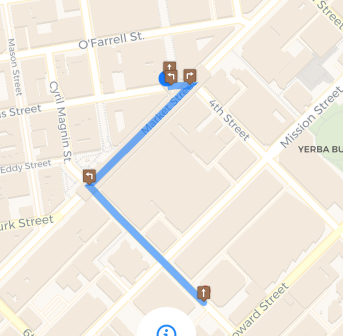 O'Farrell St.
Mason Street
Cyril Magnin St.
Street
4th Street
Market Street
Mission Street
YERBA BU
Eddy Street
urk Street
oward Street